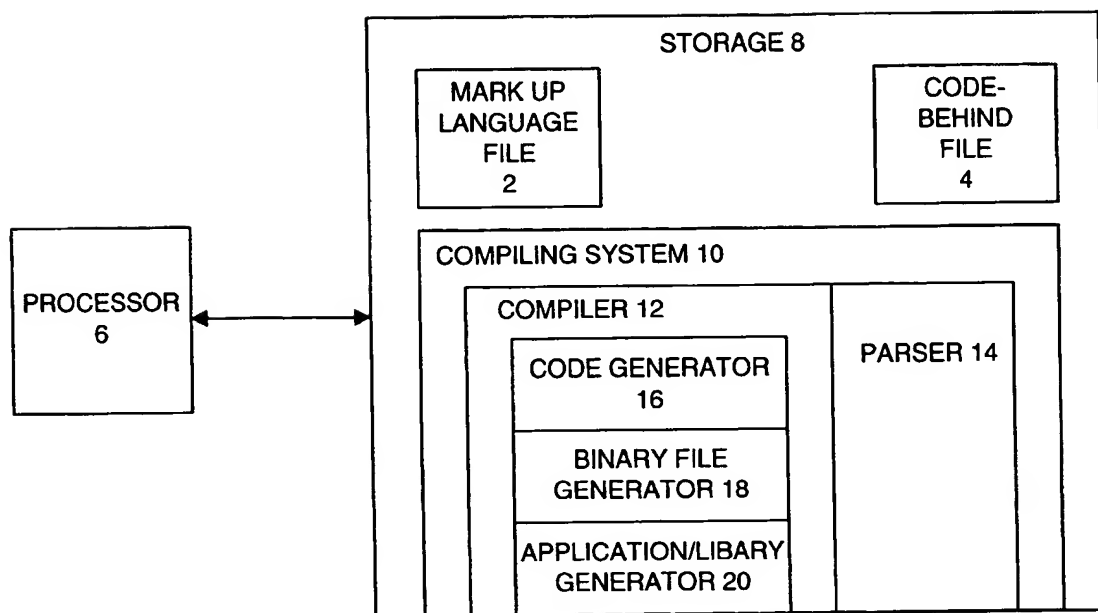 STORAGE 8
MARK UP
LANGUAGE
FILE
2
CODE-
BEHIND
FILE
4
COMPILING SYSTEM 10
PROCESSOR
6
COMPILER 12
PARSER 14
CODE GENERATOR
16
BINARY FILE
GENERATOR 18
APPLICATION/LIBARY
GENERATOR 20